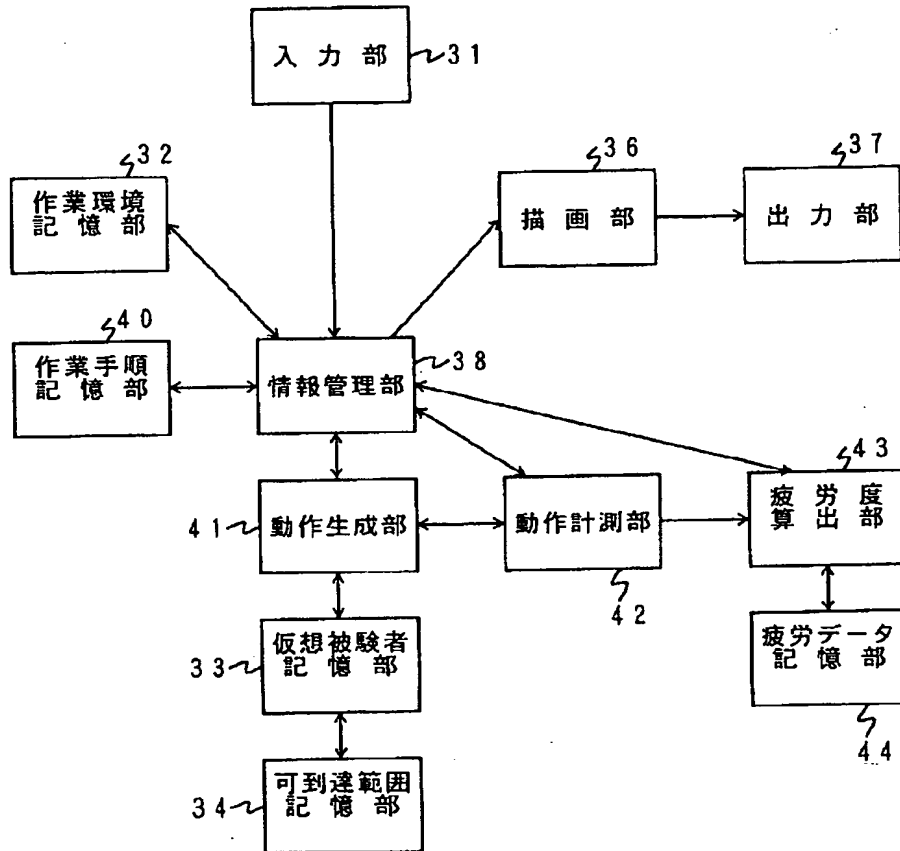 入力部
31
32
作業環境
記憶部
36
描画部
37
出力部
40
作業手順
記憶部
情報管理部
38
41
動作生成部
動作計測部
42
43
疲労度
算出部
33
仮想被験者
記憶部
疲労データ
記憶部
44
34
可到達範囲
記憶部